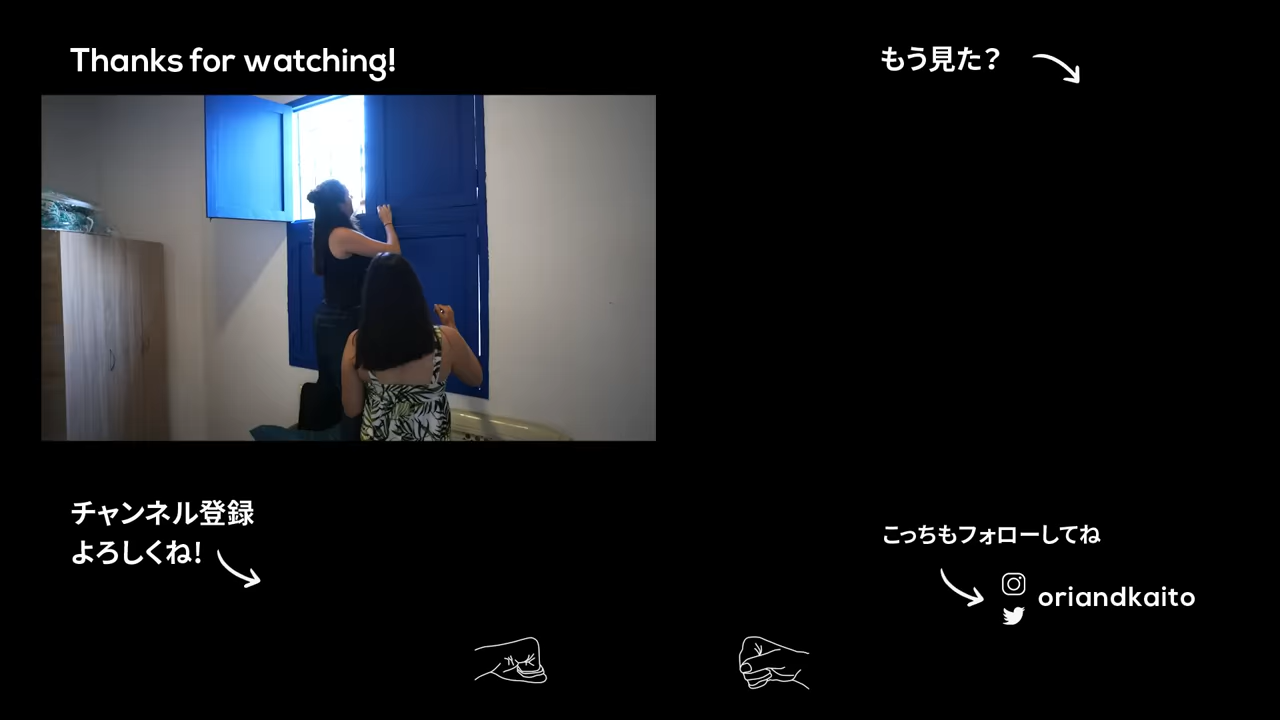 Thanks for watching!
もう見た？
チャンネル登録
よろしくね！
こっちもフォローしてね
oriandkaito